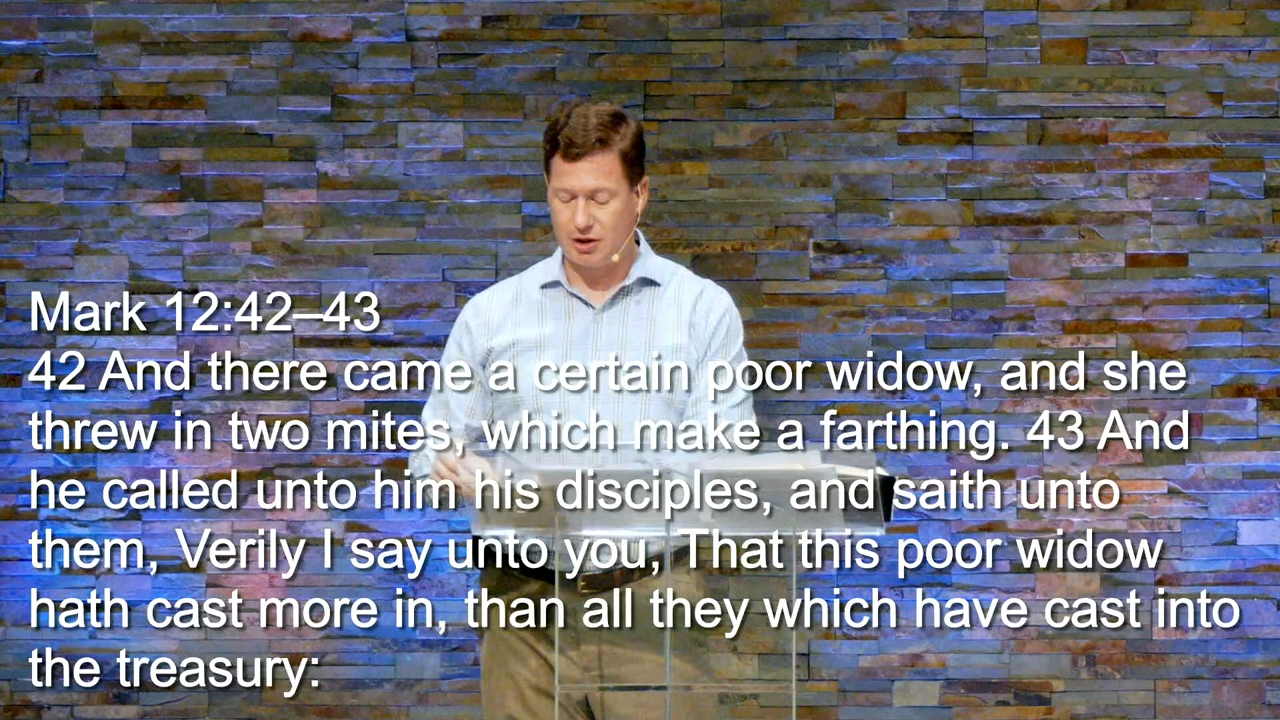 Mark 12:42–43
42 And there came a certain poor widow, and she
threw in two mites, which make a farthing. 43 And
he called unto him his disciples, and saith unto
them, Verily I say unto you, That this poor widow
hath cast more in, than all they which have cast into
the treasury: